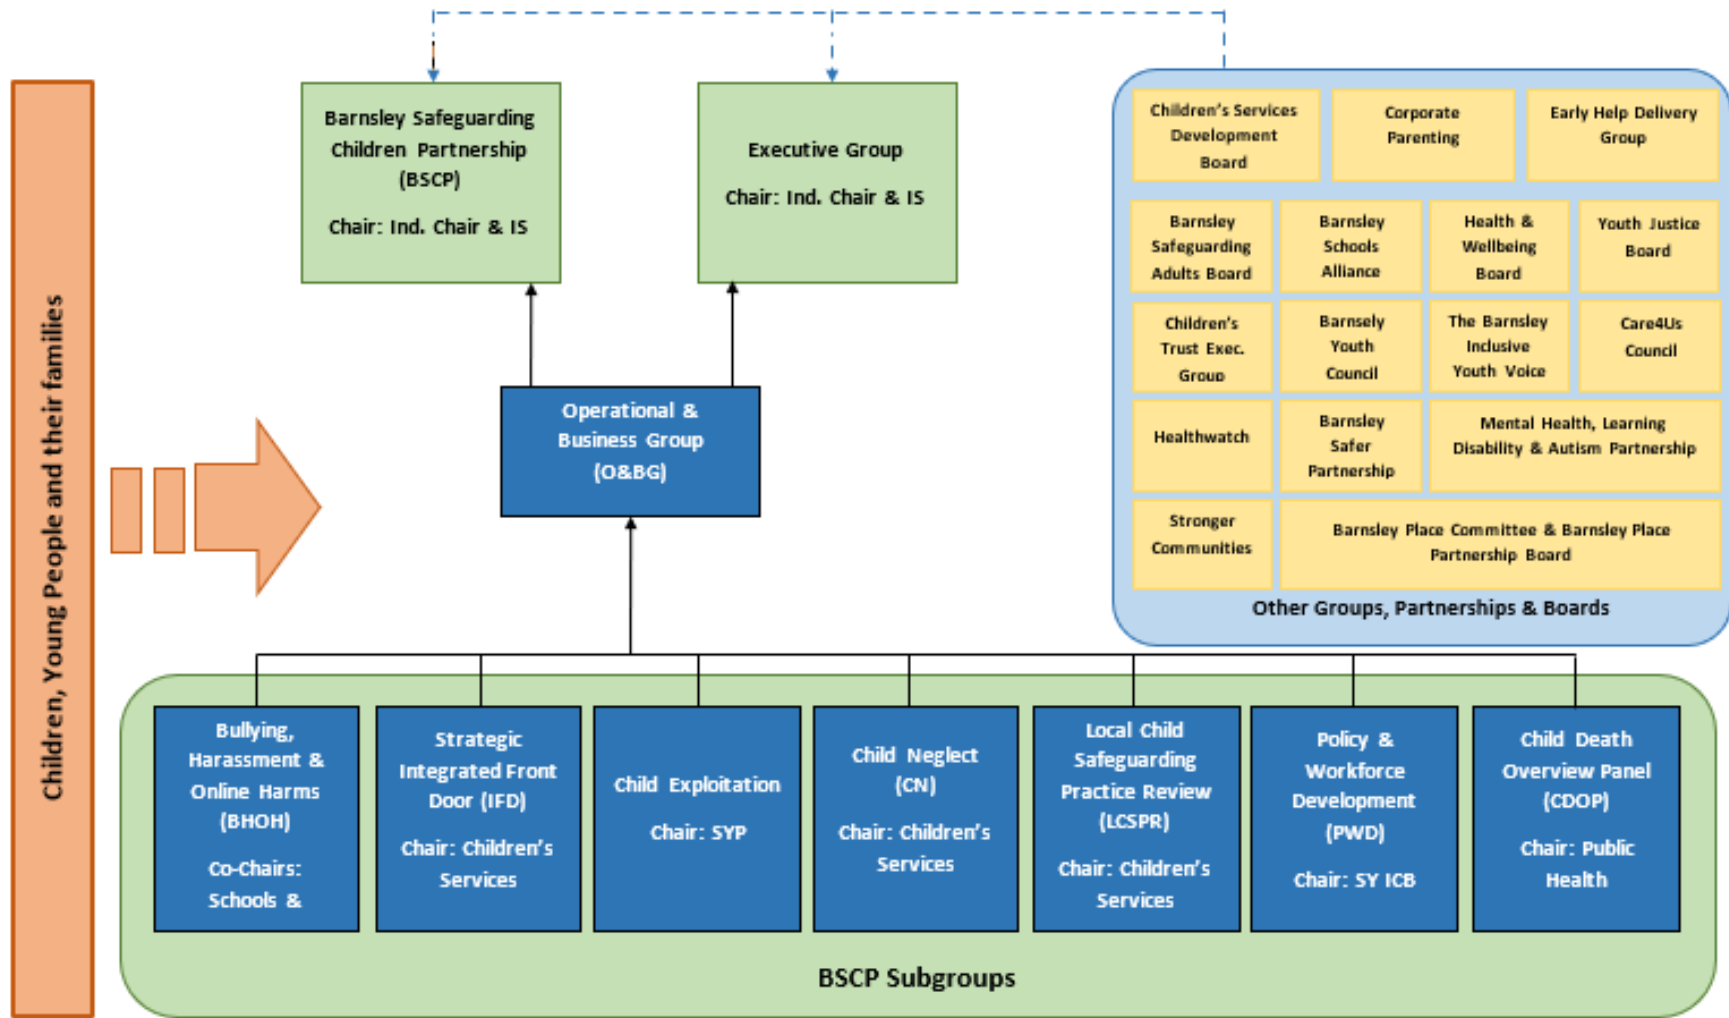 Children, Young People and their families
Barnsley Safeguarding
Children Partnership
(BSCP)
Chair: Ind. Chair & IS
Executive Group
Chair: Ind. Chair & IS
Children's Services
Development
Board
Corporate
Parenting
Early Help Delivery
Group
Barnsley
Safeguarding
Adults Board
Barnsley
Schools
Alliance
Health &
Wellbeing
Board
Youth Justice
Board
Children's
Trust Exec.
Group
Barnsely
Youth
Council
The Barnsley
Inclusive
Youth Voice
Care4Us
Council
Healthwatch
Barnsley
Safer
Partnership
Mental Health, Learning
Disability & Autism Partnership
Stronger
Communities
Barnsley Place Committee & Barnsley Place
Partnership Board
Other Groups, Partnerships & Boards
Operational &
Business Group
(O&BG)
Bullying,
Harassment &
Online Harms
(BHOH)
Co-Chairs:
Schools &
Strategic
Integrated Front
Door (IFD)
Chair: Children's
Services
Child Exploitation
Chair: SYP
Child Neglect
(CN)
Chair: Children's
Services
Local Child
Safeguarding
Practice Review
(LCSPR)
Chair: Children's
Services
Policy &
Workforce
Development
(PWD)
Chair: SY ICB
Child Death
Overview Panel
(CDOP)
Chair: Public
Health
BSCP Subgroups